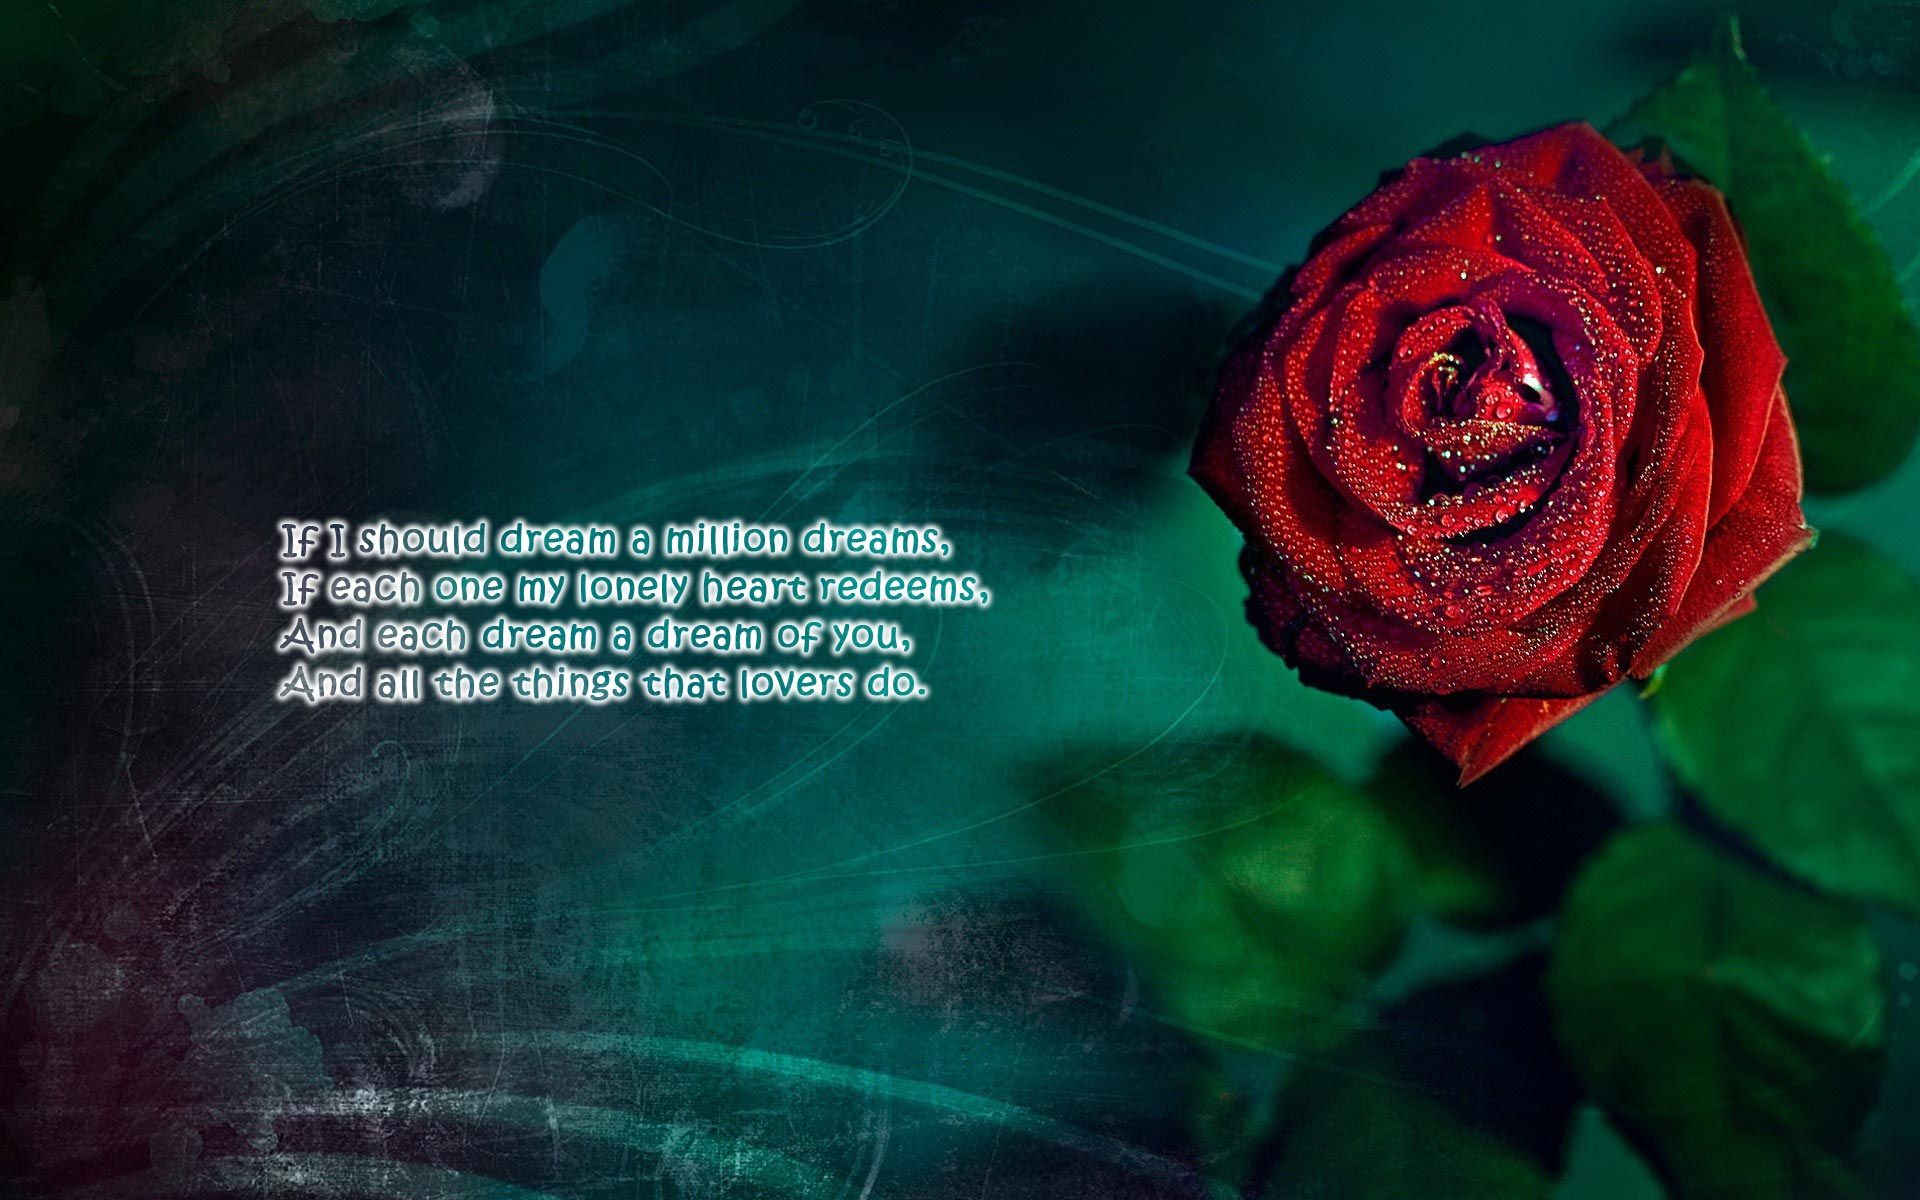 If I should dream a million dreams,
If each one my lonely heart redeems,
And each dream a dream of you,
And all the things that lovers do.